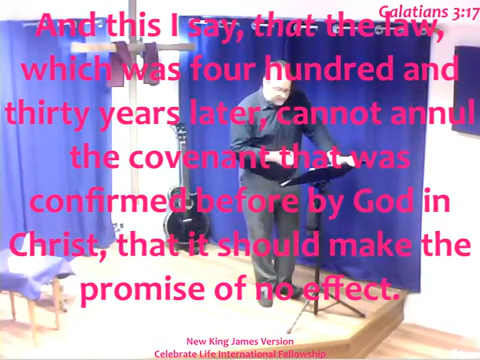 Galatians 3:17
And this I say, that the law,
which was four hundred and
thirty years later, cannot annul
the covenant that was
confirmed before by God in
Christ, that it should make the
promise of no effect.
New King James Version
Celebrate Life International Fellowship